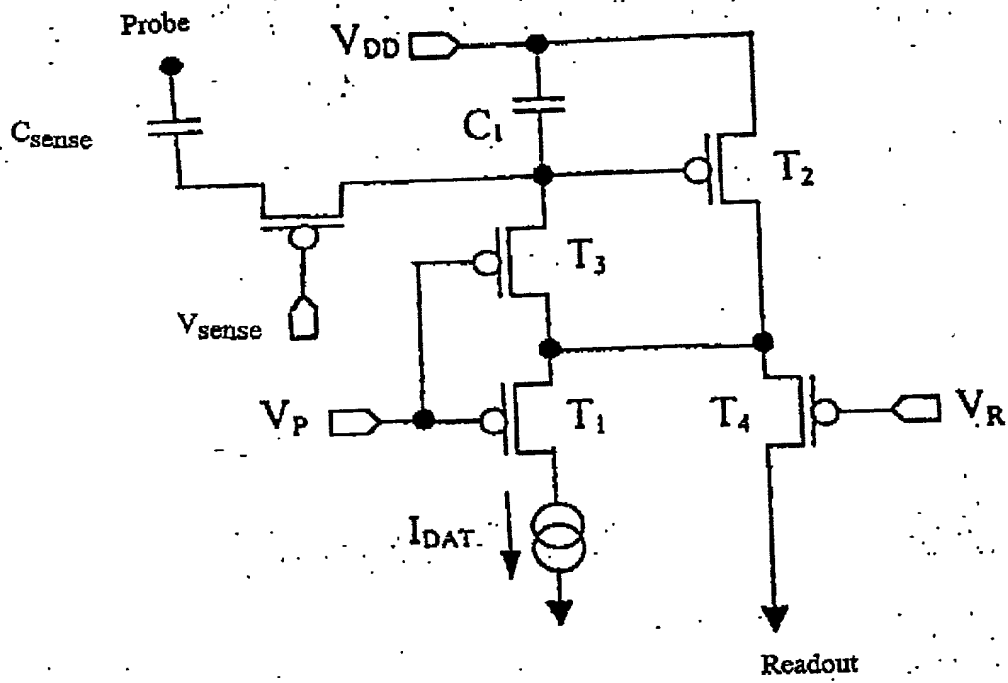 Probe
VDD
Csense
C1
T2
T3
Vsense
VP
T1
T4
VR
IDAT
Readout